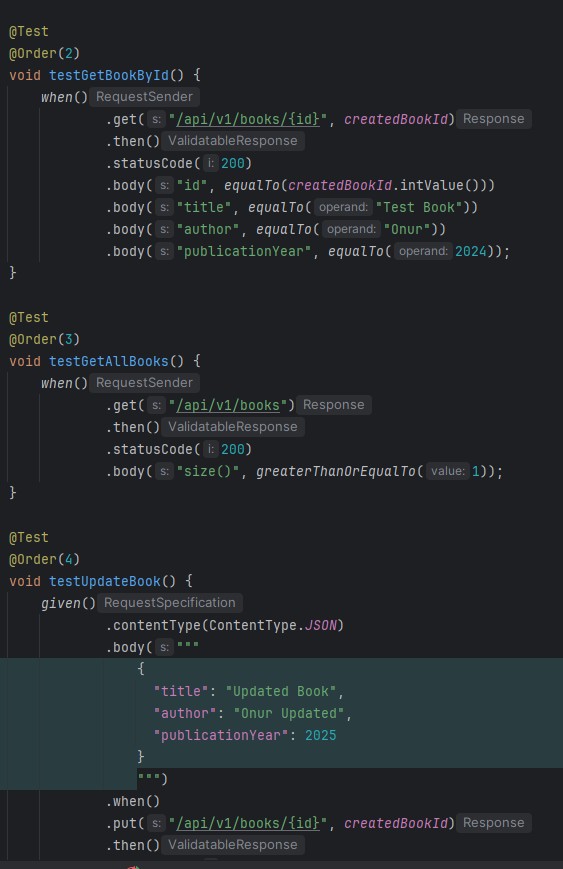 @Test
@Order(2)
void testGetBookById() {
when() RequestSender
.get( s: "/api/v1/books/{id}", createdBookId) Response
.then() ValidatableResponse
.statusCode( i: 200)
.body( s: "id", equalTo(createdBookId.intValue()))
.body( s: "title", equalTo( operand: "Test Book"))
.body( s: "author", equalTo( operand: "Onur"))
.body( s: "publicationYear", equalTo( operand: 2024));
}
@Test
@Order(3)
void testGetAllBooks() {
when() RequestSender
.get( s: "/api/v1/books") Response
.then() ValidatableResponse
.statusCode( i: 200)
.body( s: "size()", greaterThanOrEqualTo( value: 1));
}
@Test
@Order(4)
void testUpdateBook() {
given() RequestSpecification
.contentType(ContentType.JSON)
.body( s: """
{
"title": "Updated Book",
"author": "Onur Updated",
"publicationYear": 2025
}
""")
.when()
.put( s: "/api/v1/books/{id}", createdBookId) Response
.then() ValidatableResponse